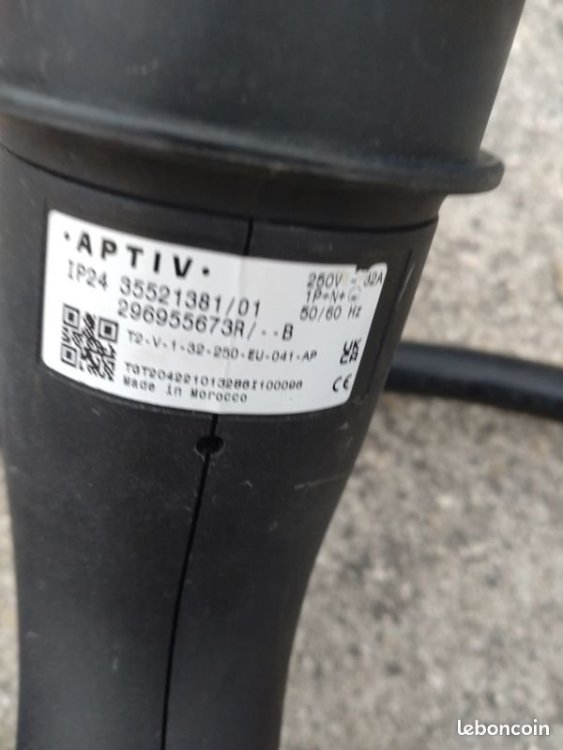 ·APTIV·
IP24 35521381/01
296955673R/--B
250V ~ 32A
1P+N+
50/60 Hz
T2-V-1-32-250-EU-041-AP
UK CA
CE
Made in Morocco
leboncoin